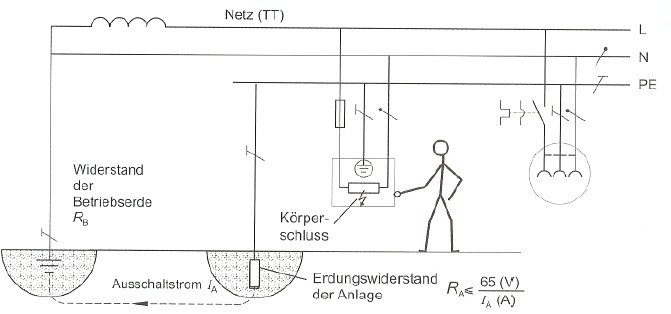 Netz (TT)
L
N
PE
Widerstand
der
Betriebserde
R_B
Körper-
schluss
Ausschaltstrom I_A
Erdungswiderstand
der Anlage
R_A ≤ 65 (V) / I_A (A)